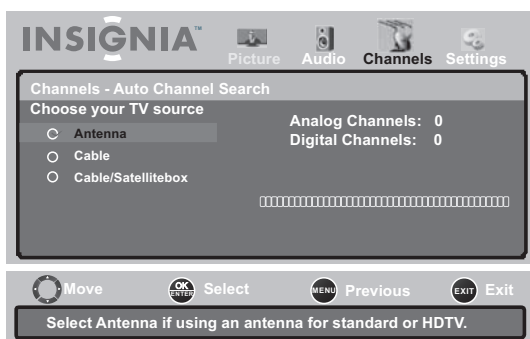 INSIGNIA™
Picture Audio Channels Settings
Channels - Auto Channel Search
Choose your TV source
Antenna
Cable
Cable/Satellitebox
Analog Channels: 0
Digital Channels: 0
Move OK ENTER Select MENU Previous EXIT Exit
Select Antenna if using an antenna for standard or HDTV.